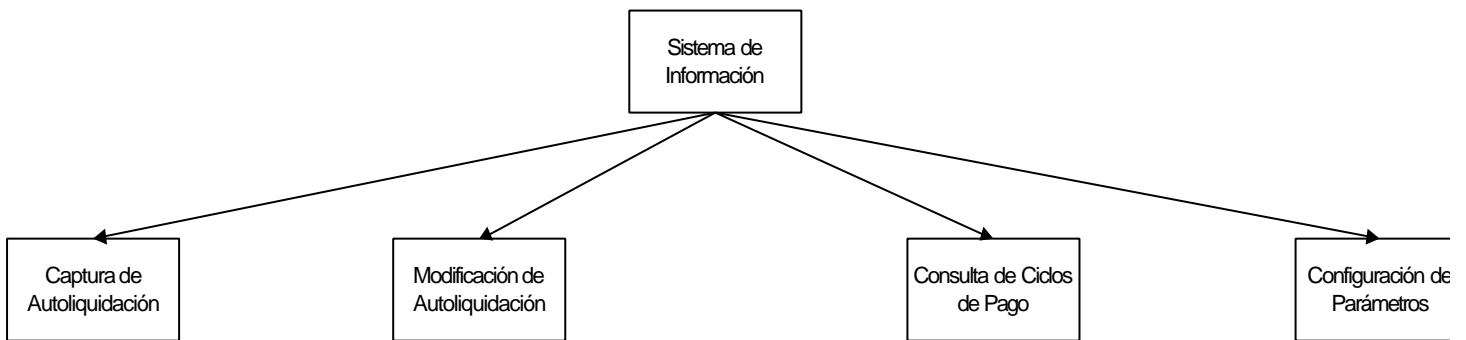 Sistema de
Información
Captura de
Autoliquidación
Modificación de
Autoliquidación
Consulta de Ciclos
de Pago
Configuración de
Parámetros